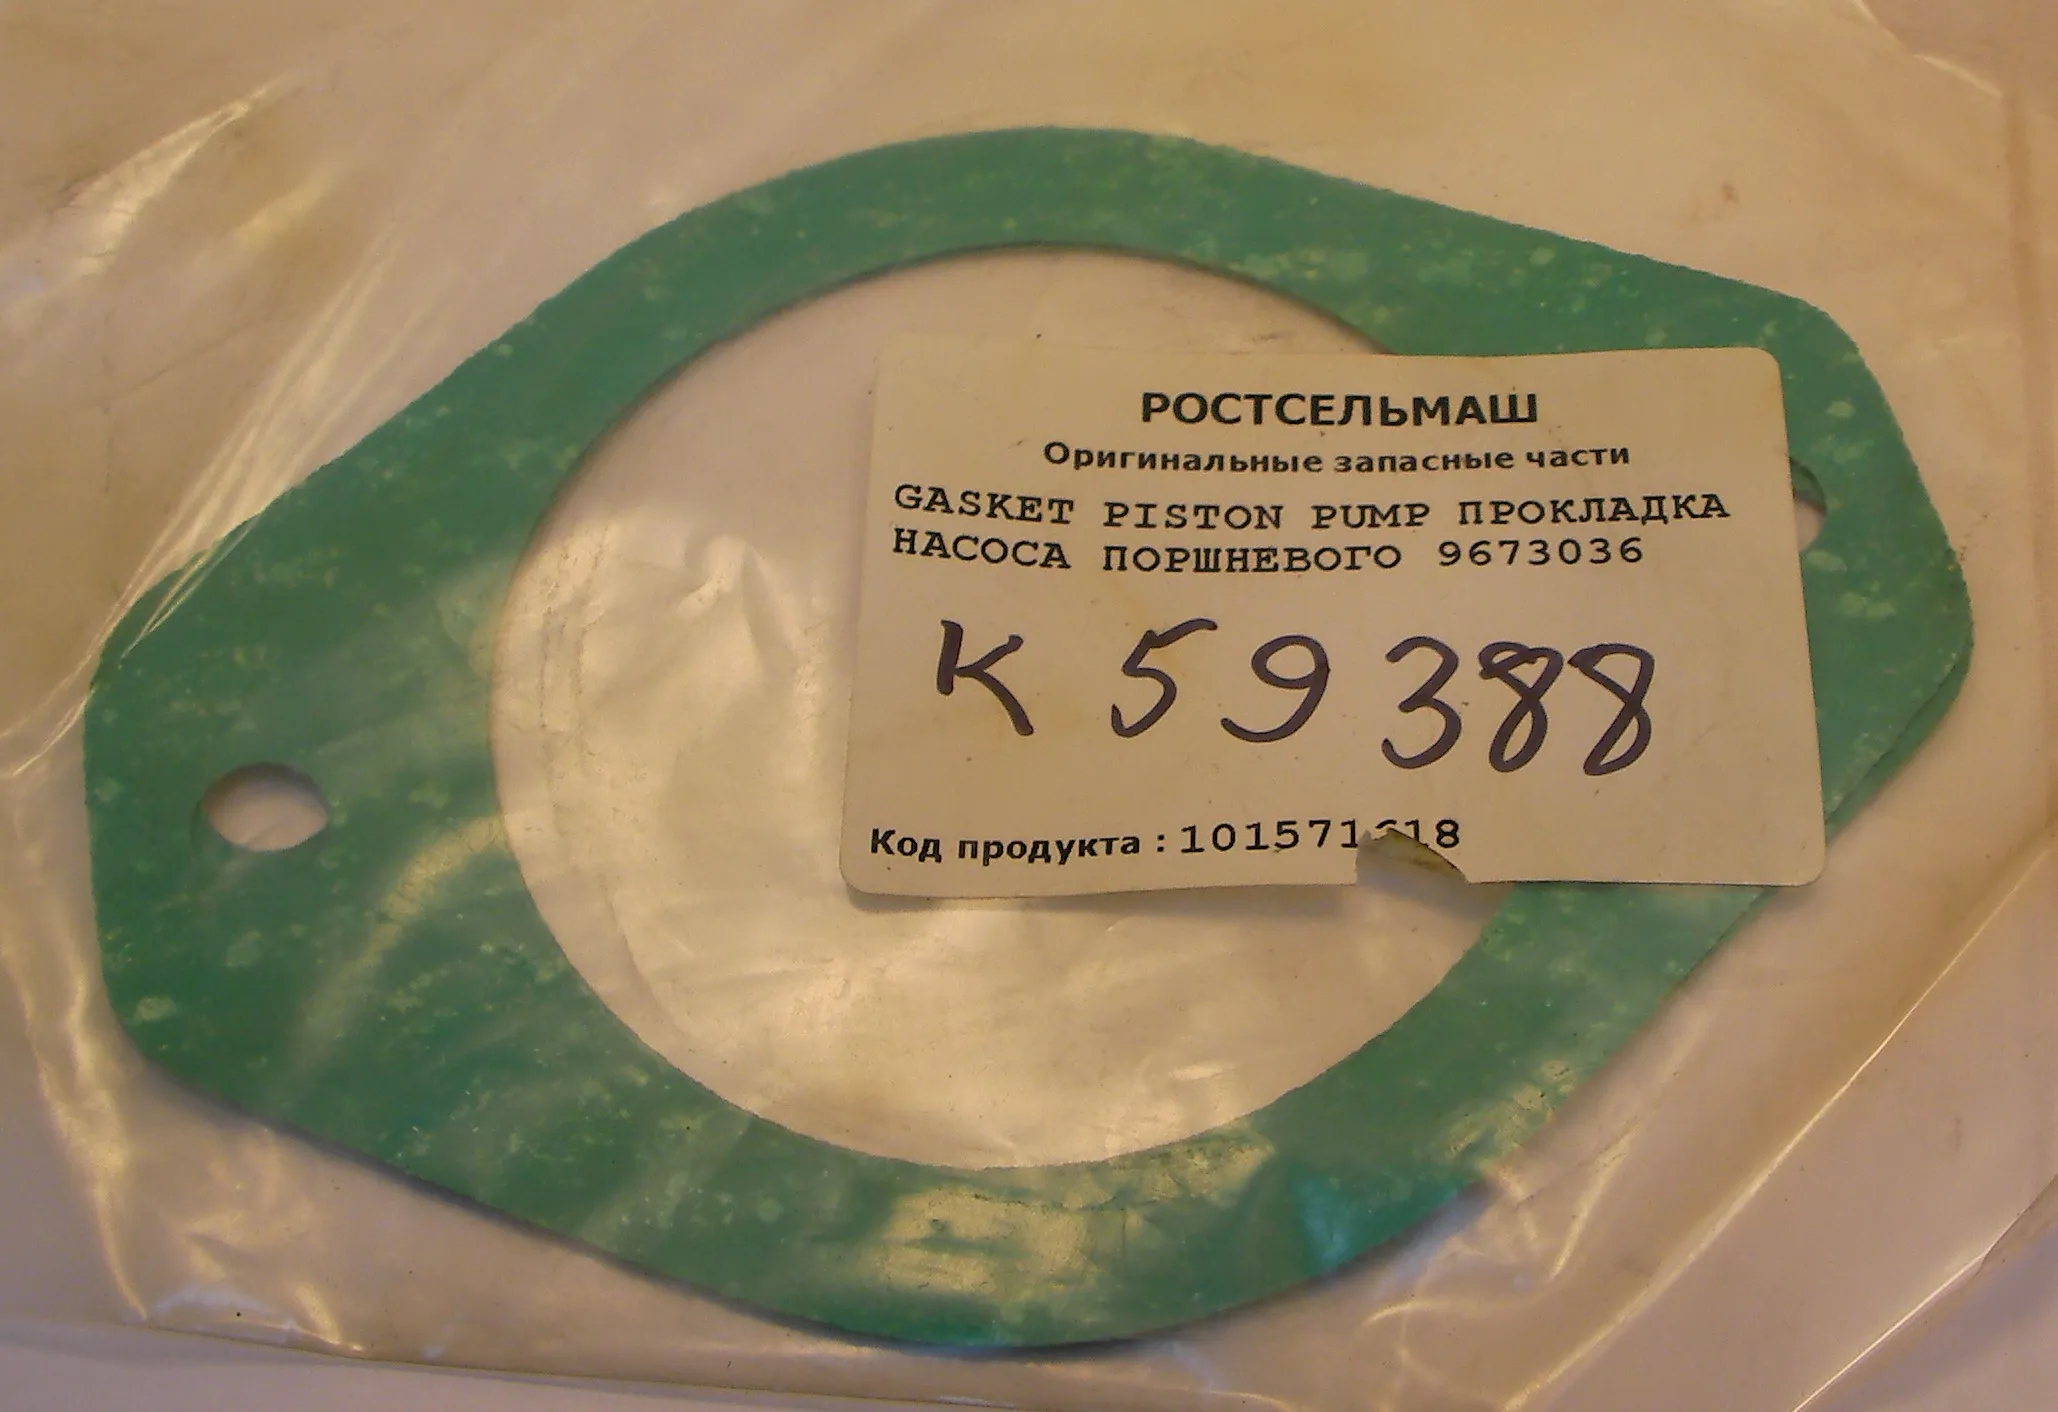 РОСТСЕЛЬМАШ
Оригинальные запасные части
GASKET PISTON PUMP ПРОКЛАДКА
НАСОСА ПОРШНЕВОГО 9673036
К 59388
Код продукта :